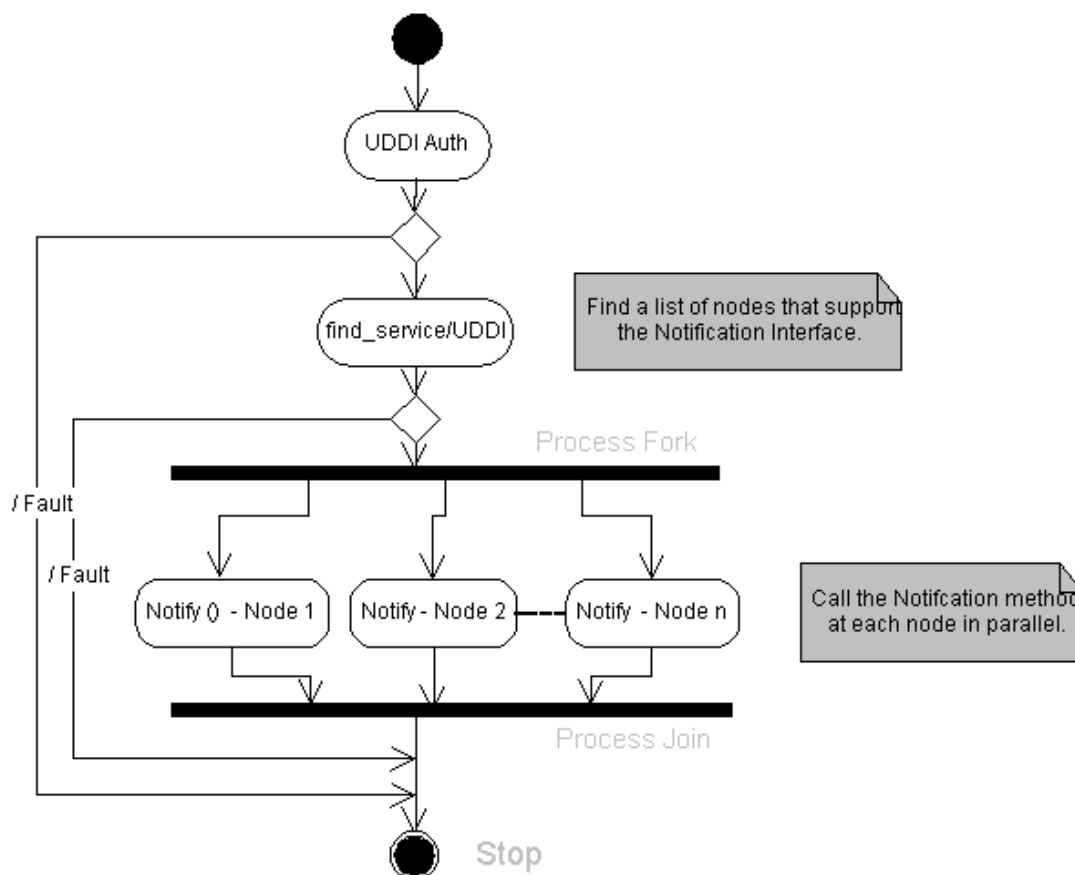 UDDI Auth
find_service/UDDI
Find a list of nodes that support
the Notification Interface.
Process Fork
/ Fault
/ Fault
Notify () - Node 1
Notify - Node 2
Notify - Node n
Call the Notifcation method
at each node in parallel.
Process Join
Stop